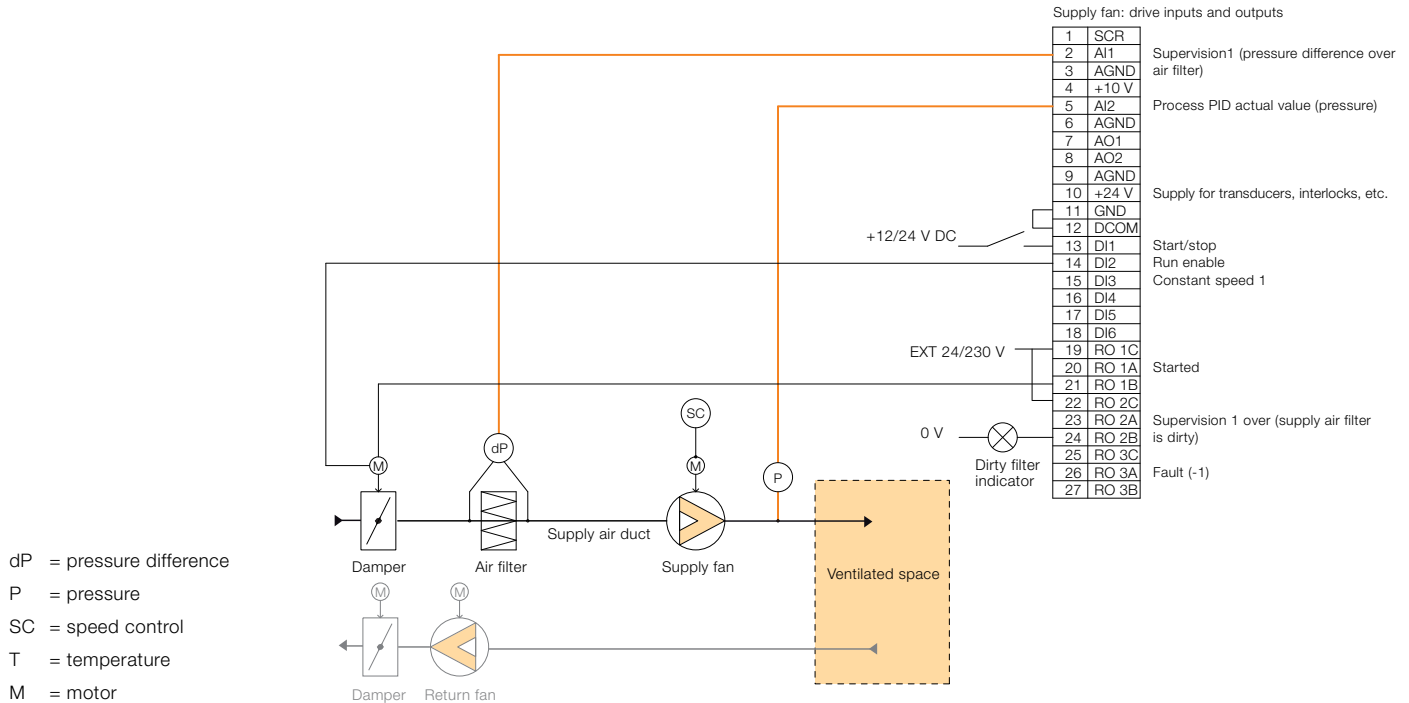 Supply fan: drive inputs and outputs
1 SCR
2 AI1 Supervision1 (pressure difference over
air filter)
3 AGND
4 +10 V
5 AI2 Process PID actual value (pressure)
6 AGND
7 AO1
8 AO2
9 AGND
10 +24 V Supply for transducers, interlocks, etc.
11 GND
12 DCOM
+12/24 V DC
13 DI1 Start/stop
14 DI2 Run enable
15 DI3 Constant speed 1
16 DI4
17 DI5
18 DI6
EXT 24/230 V
19 RO 1C
20 RO 1A Started
21 RO 1B
22 RO 2C
23 RO 2A Supervision 1 over (supply air filter
is dirty)
24 RO 2B
25 RO 3C
26 RO 3A Fault (-1)
27 RO 3B
0 V
Dirty filter
indicator
SC
dP
M
M
P
Supply air duct
Damper
Air filter
Supply fan
Ventilated space
M
M
Damper
Return fan
dP = pressure difference
P = pressure
SC = speed control
T = temperature
M = motor